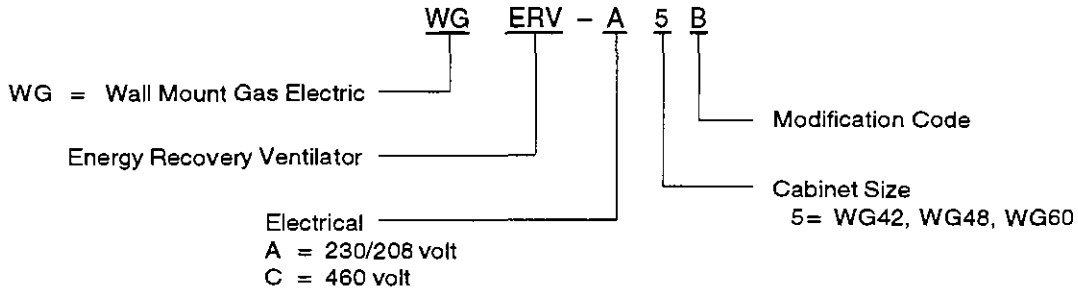 WG ERV - A 5 B
WG = Wall Mount Gas Electric
Modification Code
Energy Recovery Ventilator
Cabinet Size
5= WG42, WG48, WG60
Electrical
A = 230/208 volt
C = 460 volt